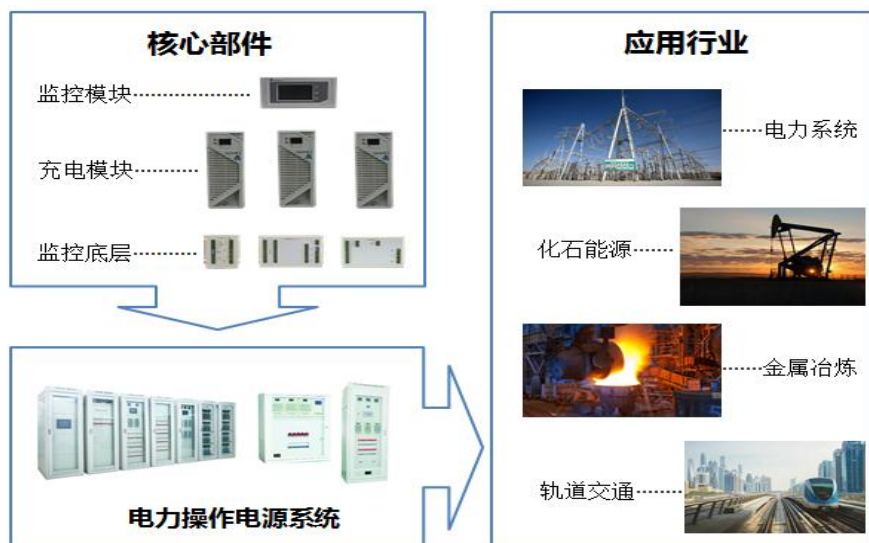 核心部件
监控模块
充电模块
监控底层
电力操作电源系统
应用行业
电力系统
化石能源
金属冶炼
轨道交通